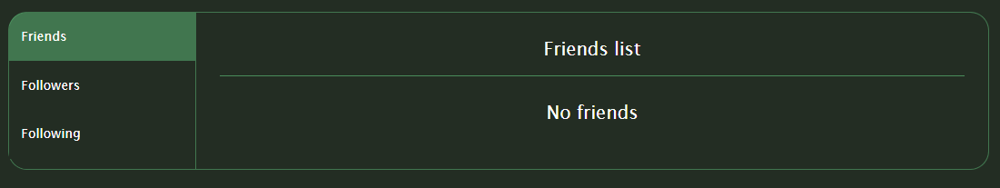 Friends
Followers
Following
Friends list
No friends